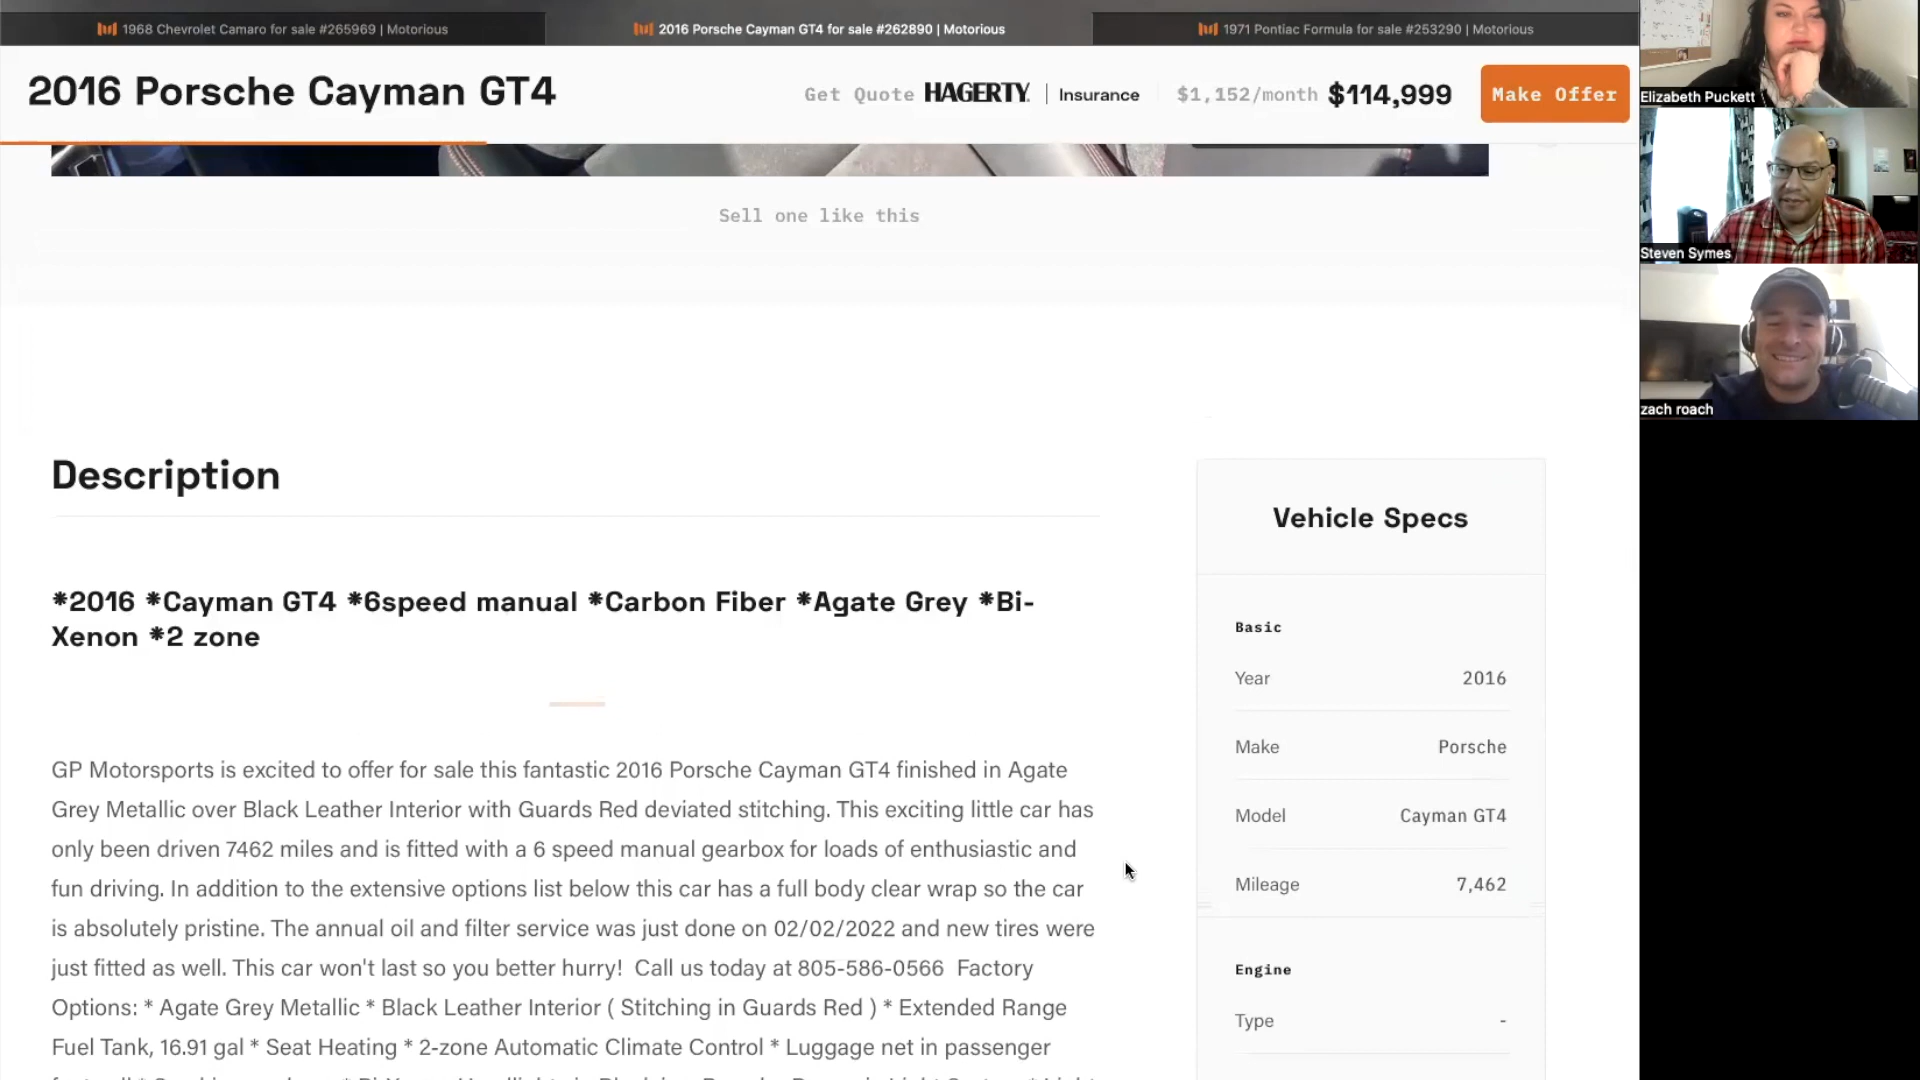 1968 Chevrolet Camaro for sale #265969 | Motorious
2016 Porsche Cayman GT4 for sale #262890 | Motorious
1971 Pontiac Formula for sale #253290 | Motorious
2016 Porsche Cayman GT4
Get Quote HAGERTY | Insurance
$1,152/month $114,999
Make Offer
Elizabeth Puckett
Steven Symes
zach roach
Sell one like this
Description
*2016 *Cayman GT4 *6speed manual *Carbon Fiber *Agate Grey *Bi-
Xenon *2 zone
GP Motorsports is excited to offer for sale this fantastic 2016 Porsche Cayman GT4 finished in Agate
Grey Metallic over Black Leather Interior with Guards Red deviated stitching. This exciting little car has
only been driven 7462 miles and is fitted with a 6 speed manual gearbox for loads of enthusiastic and
fun driving. In addition to the extensive options list below this car has a full body clear wrap so the car
is absolutely pristine. The annual oil and filter service was just done on 02/02/2022 and new tires were
just fitted as well. This car won't last so you better hurry! Call us today at 805-586-0566 Factory
Options: * Agate Grey Metallic * Black Leather Interior ( Stitching in Guards Red ) * Extended Range
Fuel Tank, 16.91 gal * Seat Heating * 2-zone Automatic Climate Control * Luggage net in passenger
Vehicle Specs
Basic
Year 2016
Make Porsche
Model Cayman GT4
Mileage 7,462
Engine
Type -